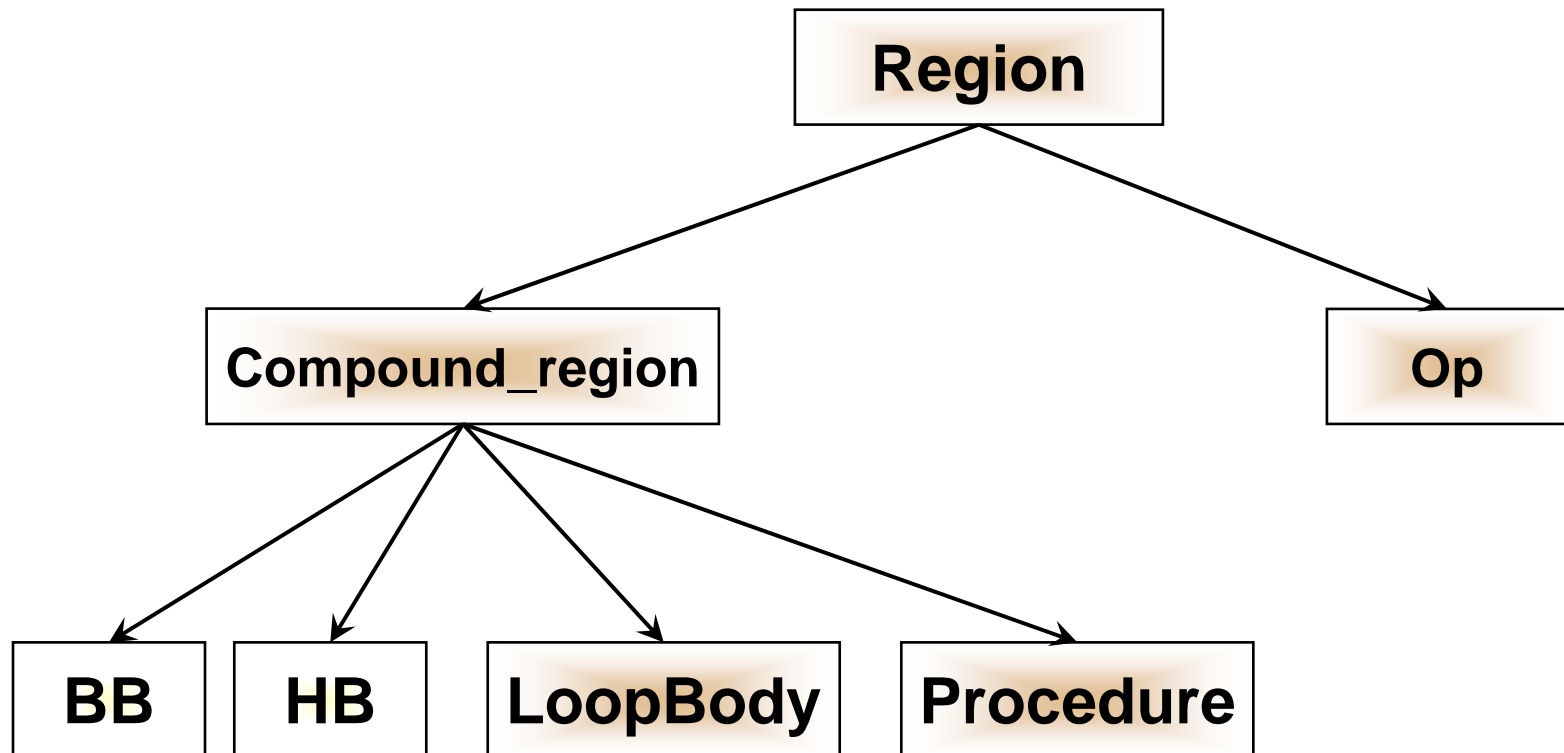 Region
Compound_region
Op
BB
HB
LoopBody
Procedure